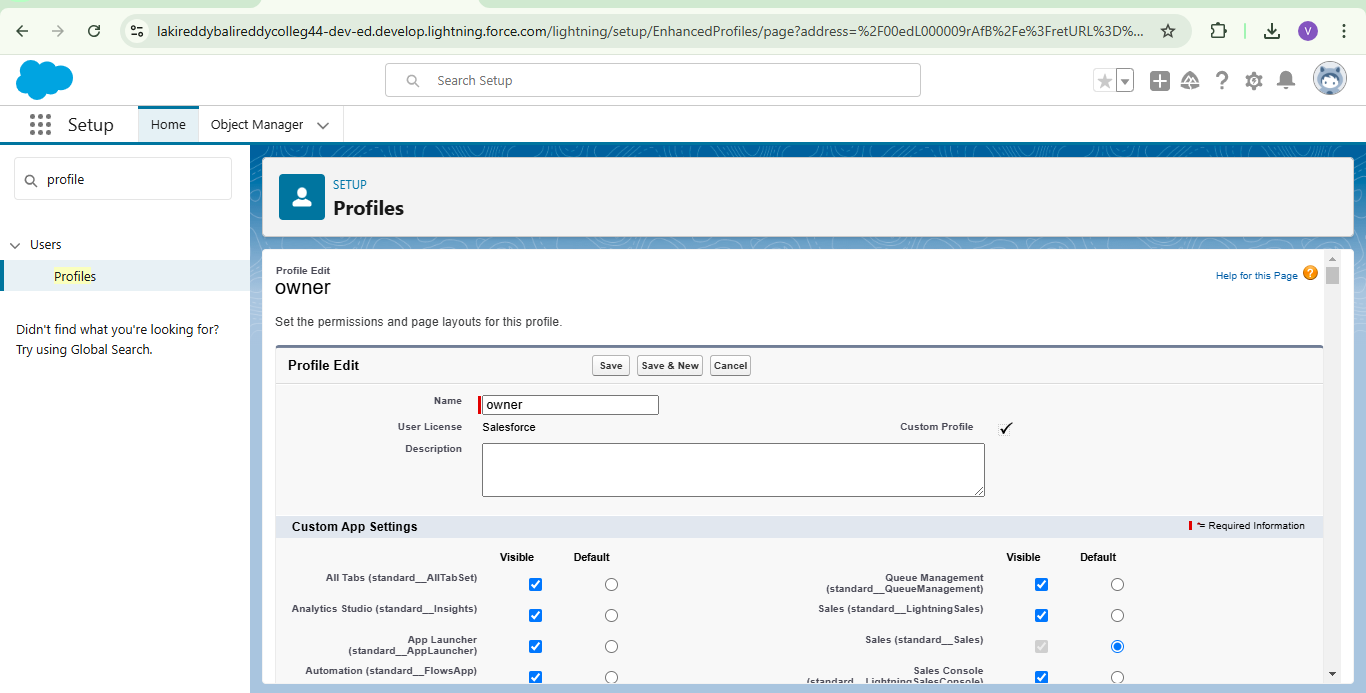 lakireddybalireddycolleg44-dev-ed.develop.lightning.force.com/lightning/setup/EnhancedProfiles/page?address=%2F00edL000009rAfB%2Fe%3FretURL%3D%...
V
Search Setup
Setup
Home
Object Manager
profile
Users
Profiles
Didn't find what you're looking for?
Try using Global Search.
SETUP
Profiles
Profile Edit
owner
Help for this Page ?
Set the permissions and page layouts for this profile.
Profile Edit
Save
Save & New
Cancel
Name
owner
User License
Salesforce
Custom Profile
Description
Custom App Settings
= Required Information
Visible Default
Visible Default
All Tabs (standard__AllTabSet)
Queue Management
(standard__QueueManagement)
Analytics Studio (standard__Insights)
Sales (standard__LightningSales)
App Launcher
(standard__AppLauncher)
Sales (standard__Sales)
Automation (standard__FlowsApp)
Sales Console
(standard__LightningSalesConsole)